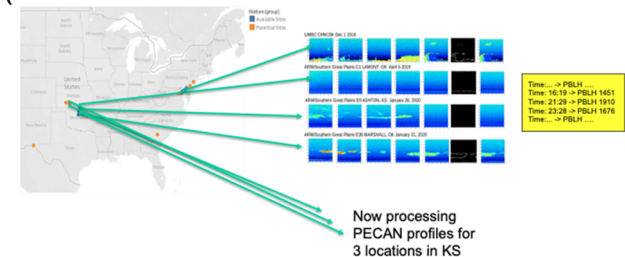 Station (group)
Available Sites
Potential Sites
United
States
UMBC CHM15K Dec 1 2016
ARM/Southern Great Plains C1 LAMONT, OK April 5 2019
ARM/Southern Great Plains E9 ASHTON, KS January 28, 2020
ARM/Southern Great Plains E36 MARSHALL, OK January 31, 2020
Time:... -> PBLH ....
Time: 16:19 -> PBLH 1451
Time: 21:29 -> PBLH 1910
Time: 23:28 -> PBLH 1676
Time:... -> PBLH ....
Now processing
PECAN profiles for
3 locations in KS